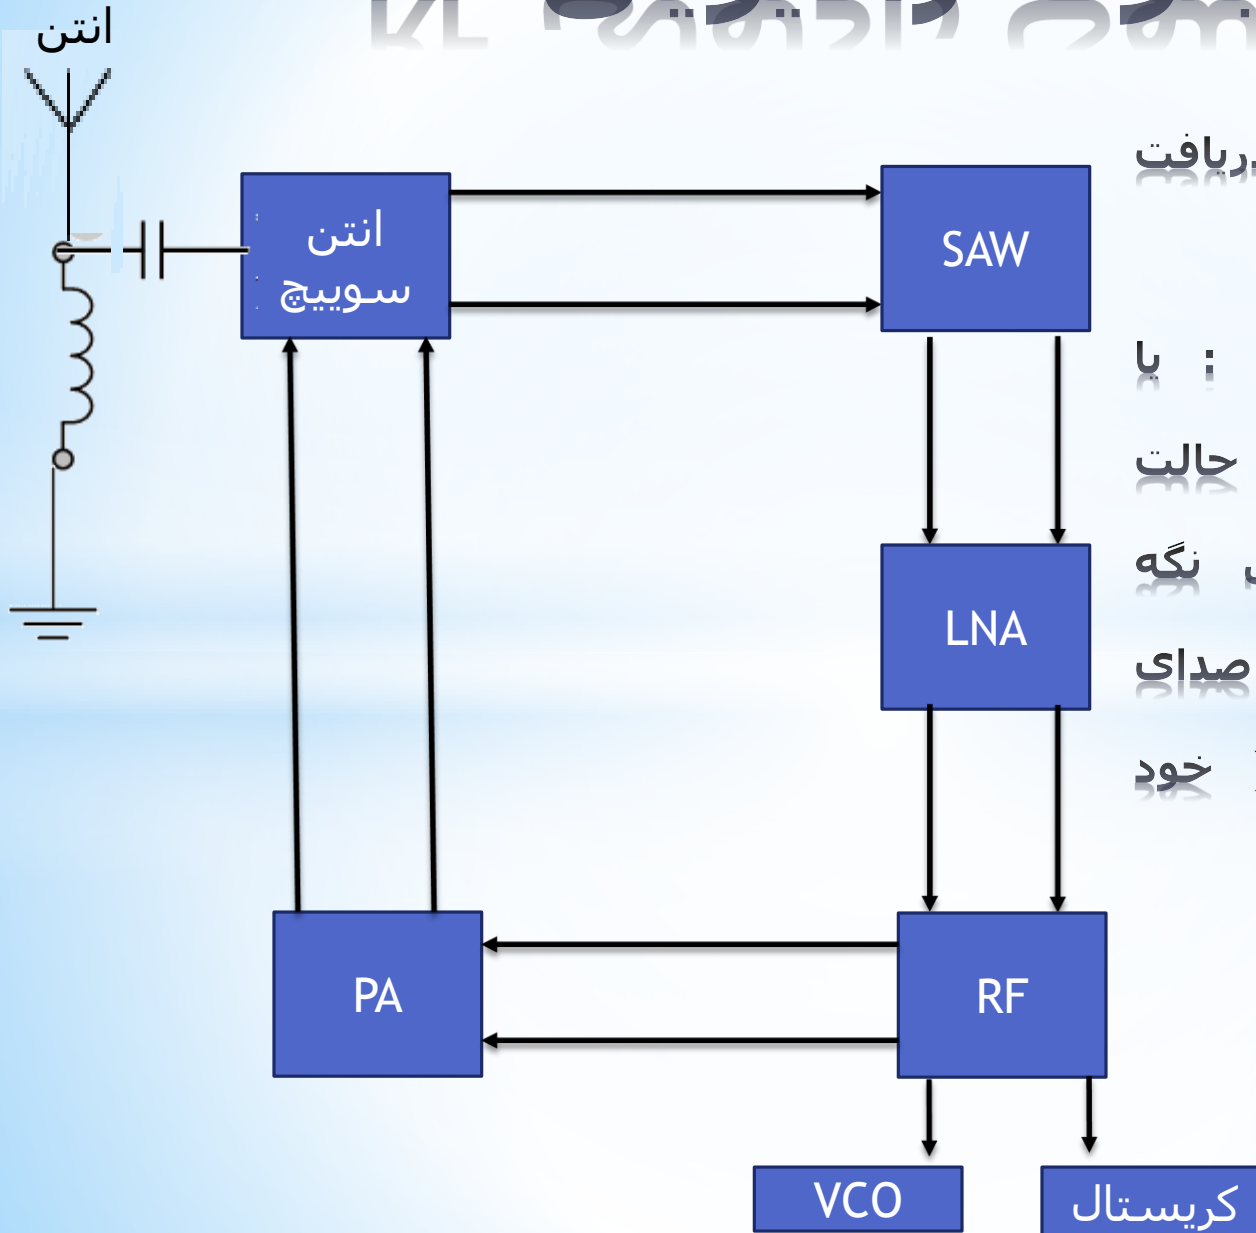 انتن
دریافت
انتن
سوییچ
SAW
: یا
حالت
نگه
LNA
صدای
خود
PA
RF
VCO
کریستال